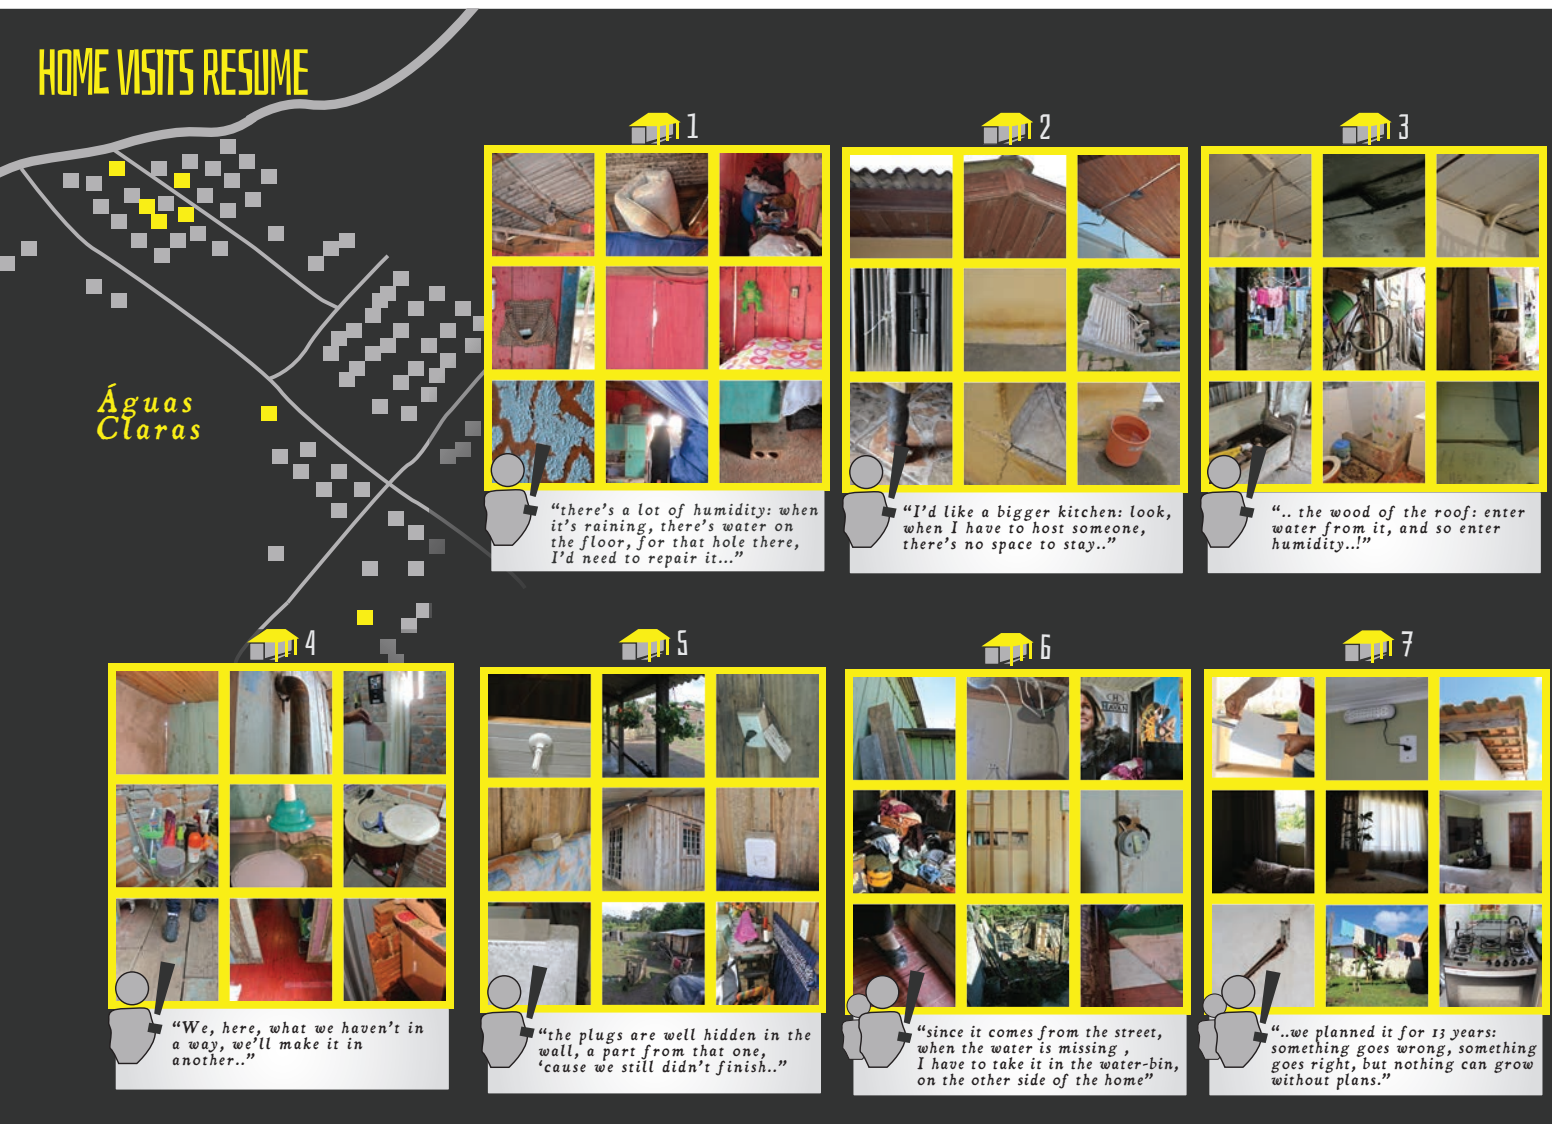 HOME VISITS RESUME
Águas
Claras
1
"there's a lot of humidity: when
it's raining, there's water on
the floor, for that hole there,
I'd need to repair it..."
2
"I'd like a bigger kitchen: look,
when I have to host someone,
there's no space to stay.."
3
".. the wood of the roof: enter
water from it, and so enter
humidity..!"
4
"We, here, what we haven't in
a way, we'll make it in
another.."
5
"the plugs are well hidden in the
wall, a part from that one,
'cause we still didn't finish.."
6
HAVAN
"since it comes from the street,
when the water is missing ,
I have to take it in the water-bin,
on the other side of the home"
7
"..we planned it for 13 years:
something goes wrong, something
goes right, but nothing can grow
without plans."